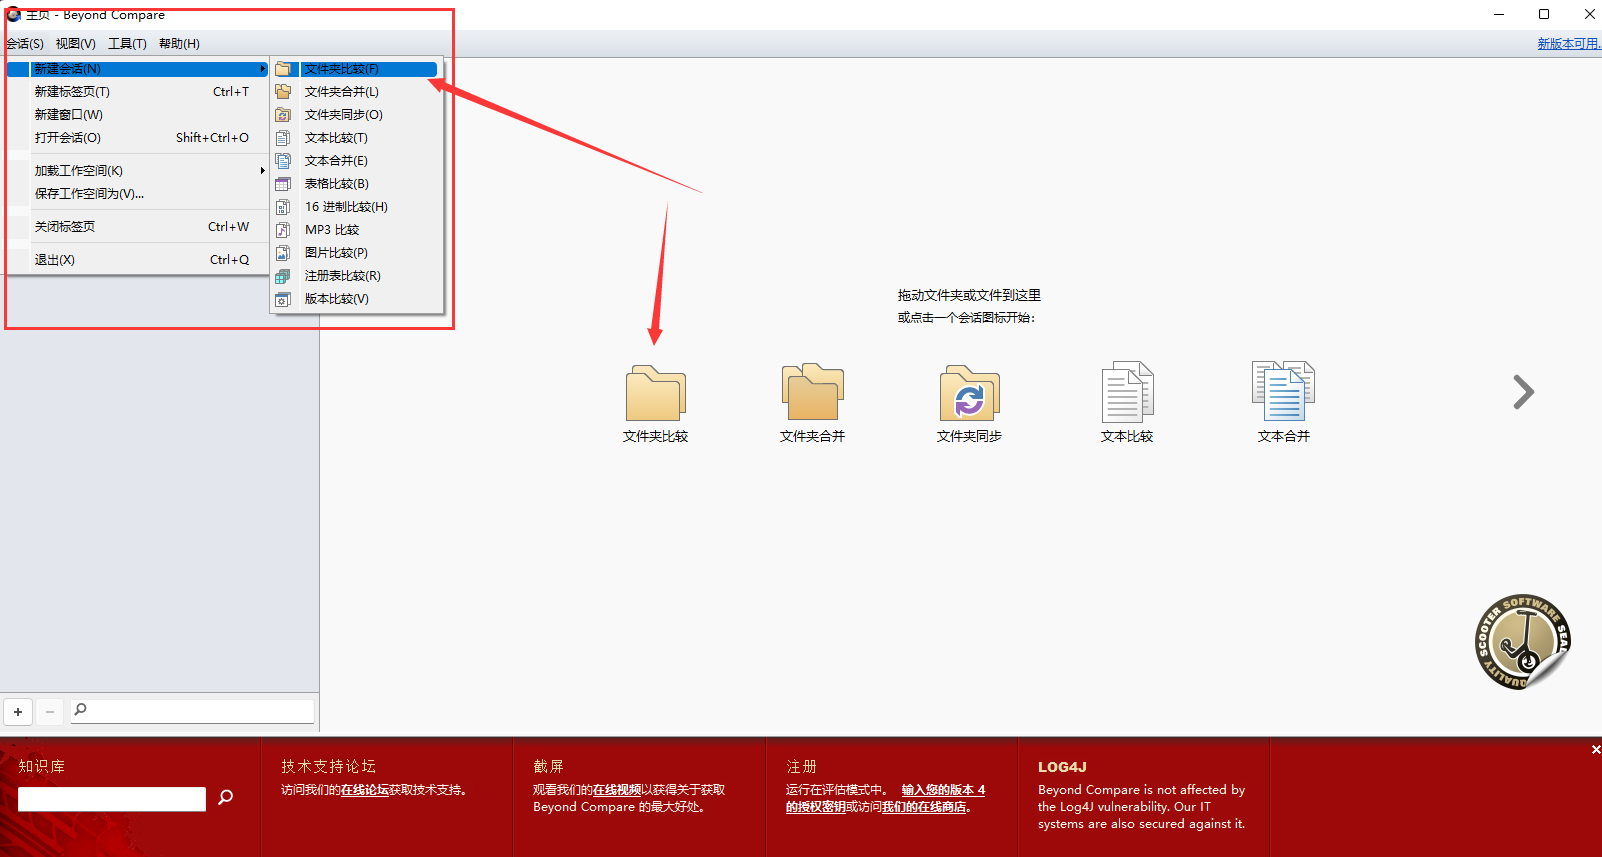 主页 - Beyond Compare
会话(S) 视图(V) 工具(T) 帮助(H)
新版本可用.
新建会话(N)
新建标签页(T) Ctrl+T
新建窗口(W)
打开会话(O) Shift+Ctrl+O
加载工作空间(K)
保存工作空间为(V)...
关闭标签页 Ctrl+W
退出(X) Ctrl+Q
文件夹比较(F)
文件夹合并(L)
文件夹同步(O)
文本比较(T)
文本合并(E)
表格比较(B)
16 进制比较(H)
MP3 比较
图片比较(P)
注册表比较(R)
版本比较(V)
拖动文件夹或文件到这里
或点击一个会话图标开始：
文件夹比较
文件夹合并
文件夹同步
文本比较
文本合并
SCOOTER SOFTWARE SEAL
QUALITY
知识库
技术支持论坛
访问我们的在线论坛获取技术支持。
截屏
观看我们的在线视频以获得关于获取
Beyond Compare 的最大好处。
注册
运行在评估模式中。 输入您的版本 4
的授权密钥或访问我们的在线商店。
LOG4J
Beyond Compare is not affected by
the Log4J vulnerability. Our IT
systems are also secured against it.